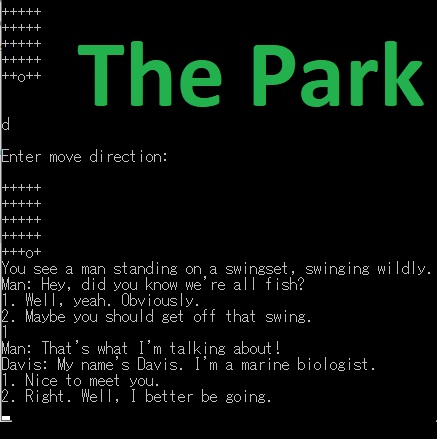 +++++
+++++
+++++
+++++
++o++
The Park
d
Enter move direction:
+++++
+++++
+++++
+++++
+++o+
You see a man standing on a swingset, swinging wildly.
Man: Hey, did you know we're all fish?
1. Well, yeah. Obviously.
2. Maybe you should get off that swing.
1
Man: That's what I'm talking about!
Davis: My name's Davis. I'm a marine biologist.
1. Nice to meet you.
2. Right. Well, I better be going.